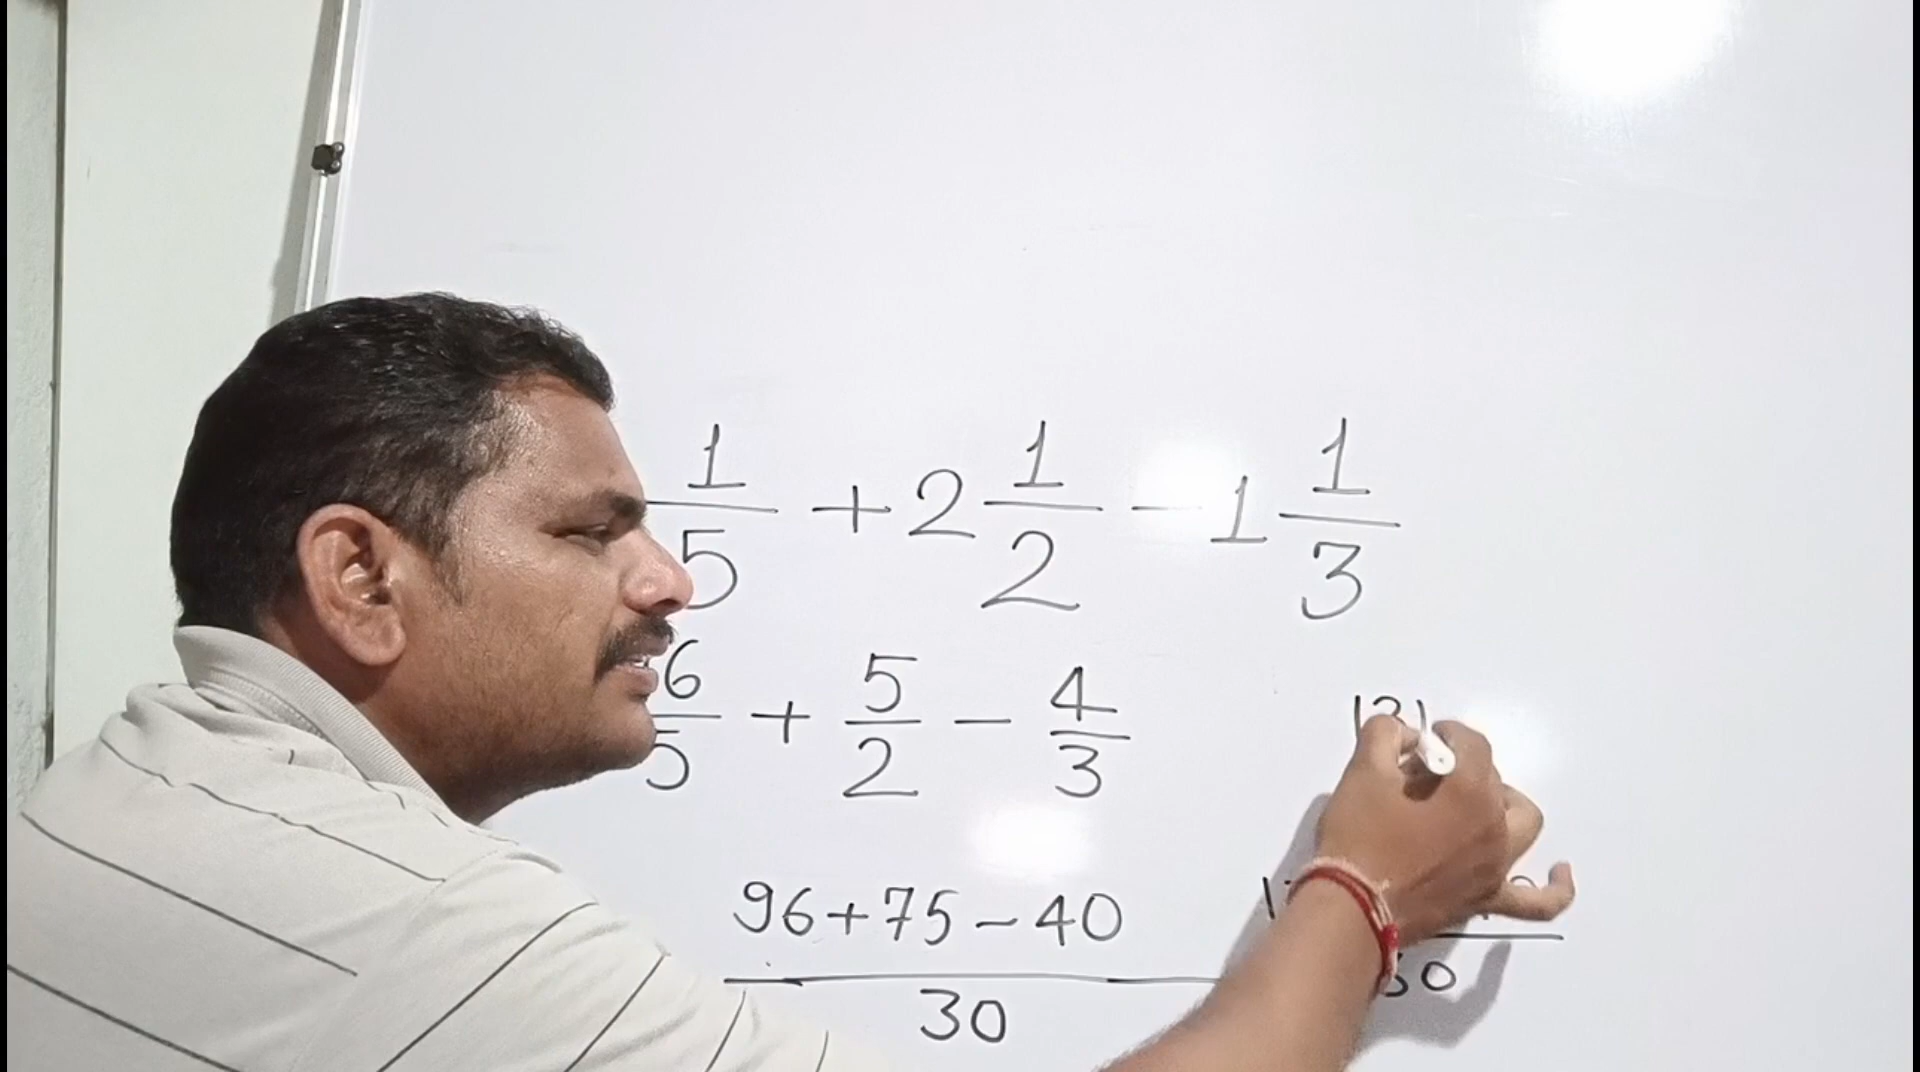 1/5 + 2 1/2 - 1 1/3
6/5 + 5/2 - 4/3
131
96+75-40/30
30